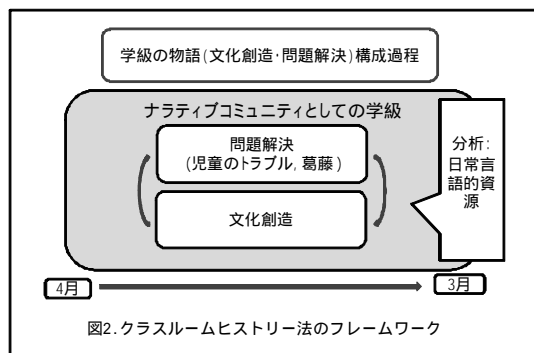 学級の物語(文化創造・問題解決)構成過程
ナラティブコミュニティとしての学級
問題解決
(児童のトラブル, 葛藤)
文化創造
分析:
日常言
語的資
源
4月
3月
図2.クラスルームヒストリー法のフレームワーク